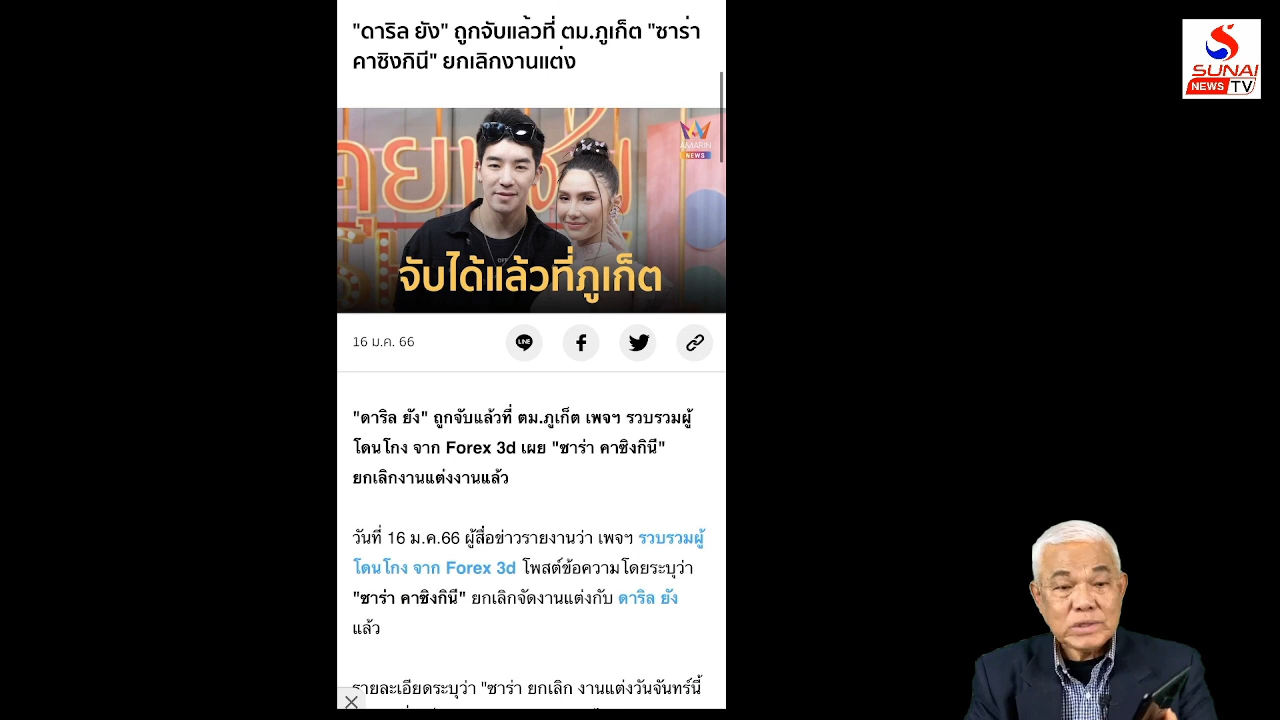 "ดาริล ยัง" ถูกจับแล้วที่ ตม.ภูเก็ต "ซาร่า
คาซิงกินี" ยกเลิกงานแต่ง
SUNAI
NEWS TV
AMARIN
NEWS
จับได้แล้วที่ภูเก็ต
16 ม.ค. 66
LINE
"ดาริล ยัง" ถูกจับแล้วที่ ตม.ภูเก็ต เพจฯ รวบรวมผู้
โดนโกง จาก Forex 3d เผย "ซาร่า คาซิงกินี"
ยกเลิกงานแต่งงานแล้ว
วันที่ 16 ม.ค.66 ผู้สื่อข่าวรายงานว่า เพจฯ รวบรวมผู้
โดนโกง จาก Forex 3d โพสต์ข้อความโดยระบุว่า
"ซาร่า คาซิงกินี" ยกเลิกจัดงานแต่งกับ ดาริล ยัง
แล้ว
รายละเอียดระบุว่า "ซาร่า ยกเลิก งานแต่งวันจันทร์นี้